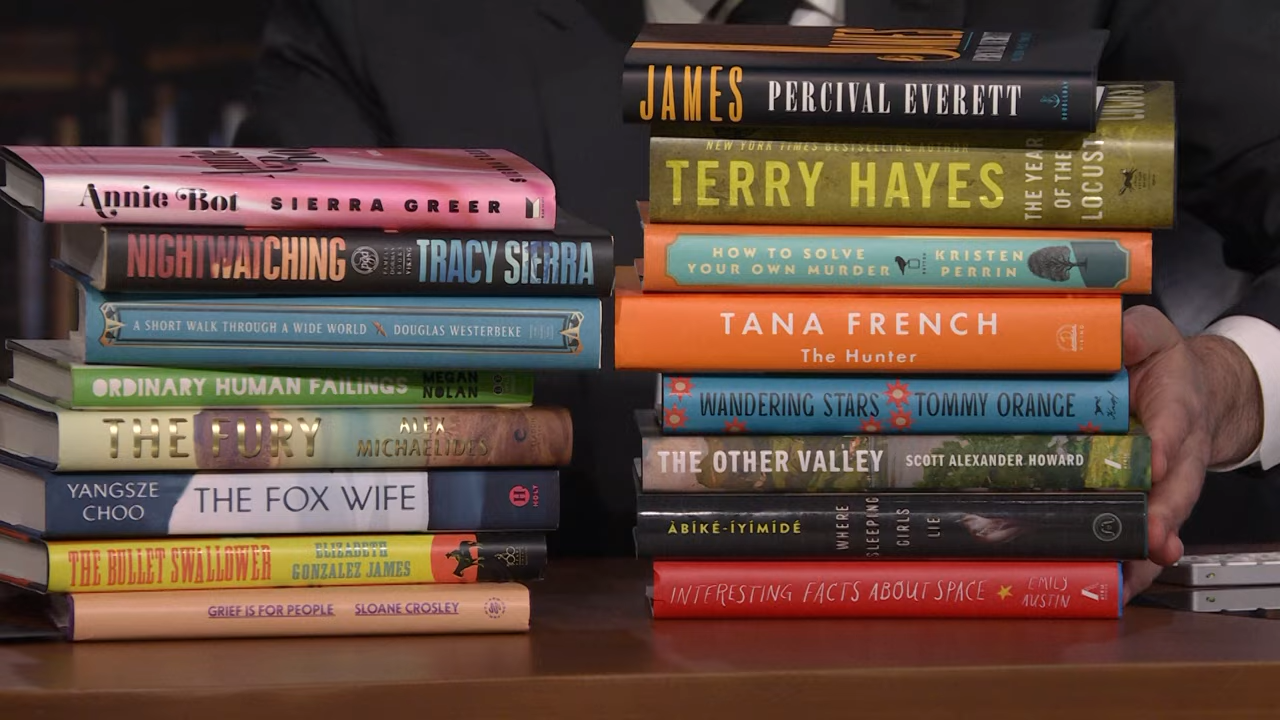 Annie Bot SIERRA GREER
NIGHTWATCHING TRACY SIERRA
A SHORT WALK THROUGH A WIDE WORLD DOUGLAS WESTERBEKE
ORDINARY HUMAN FAILINGS MEGAN NOLAN
THE FURY ALEX MICHAELIDES
YANGSZE CHOO THE FOX WIFE H HOLT
THE BULLET SWALLOWER ELIZABETH GONZALEZ JAMES
GRIEF IS FOR PEOPLE SLOANE CROSLEY
JAMES PERCIVAL EVERETT
NEW YORK TIMES BESTSELLING AUTHOR
TERRY HAYES THE YEAR OF THE LOCUST
HOW TO SOLVE YOUR OWN MURDER KRISTEN PERRIN
TANA FRENCH
The Hunter
VIKING
WANDERING STARS TOMMY ORANGE
THE OTHER VALLEY SCOTT ALEXANDER HOWARD
ÀBÍKÉ-ÍYÍMÍDÉ WHERE SLEEPING GIRLS LIE
INTERESTING FACTS ABOUT SPACE EMILY AUSTIN